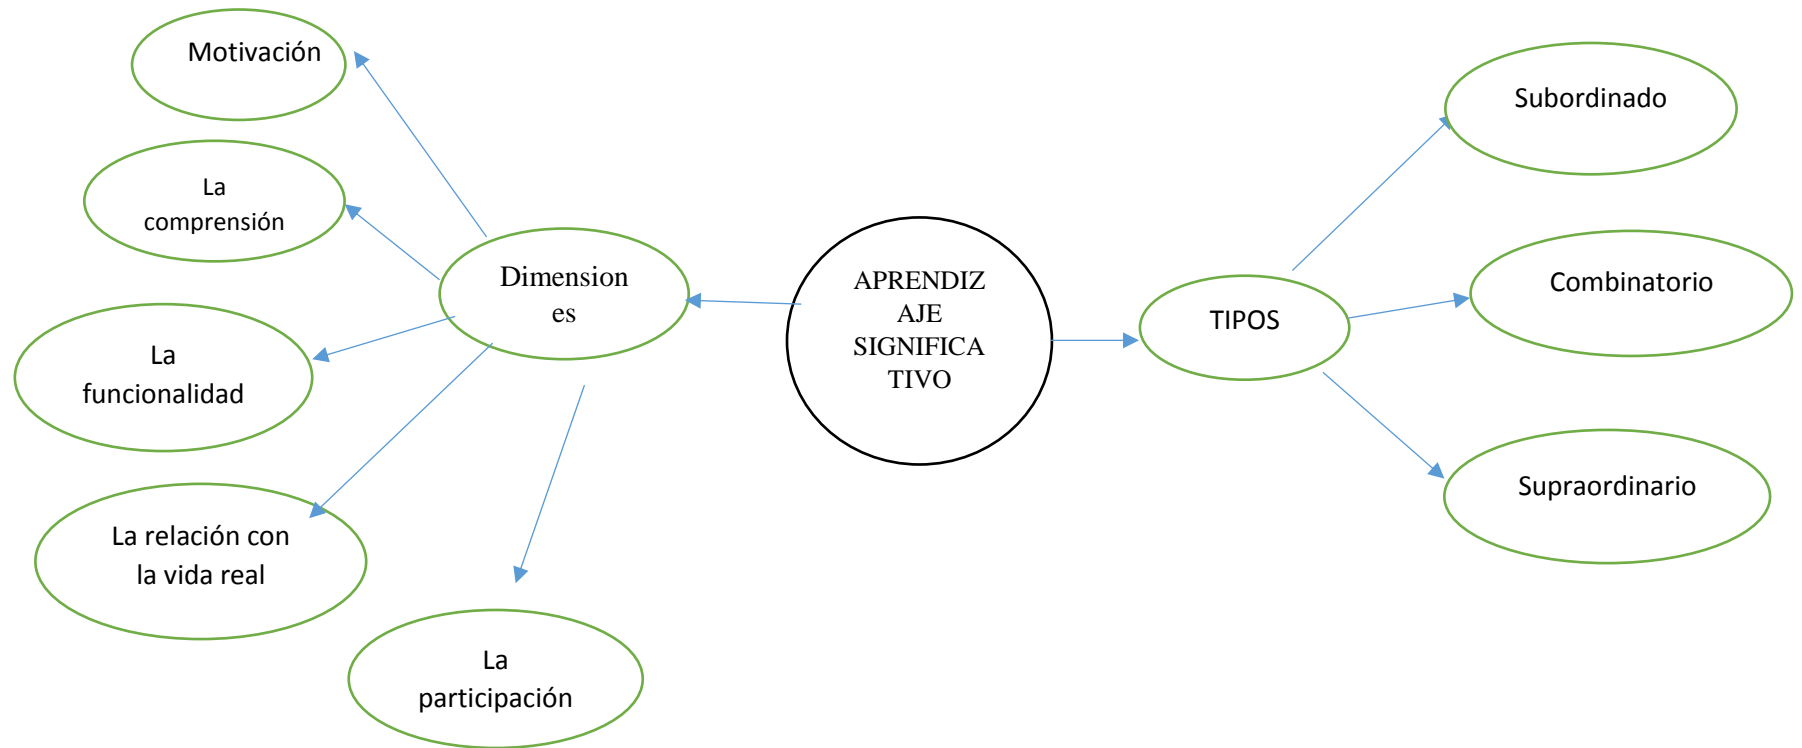 Motivación
La
comprensión
La
funcionalidad
La relación con
la vida real
La
participación
Dimension
es
APRENDIZ
AJE
SIGNIFICA
TIVO
TIPOS
Subordinado
Combinatorio
Supraordinario